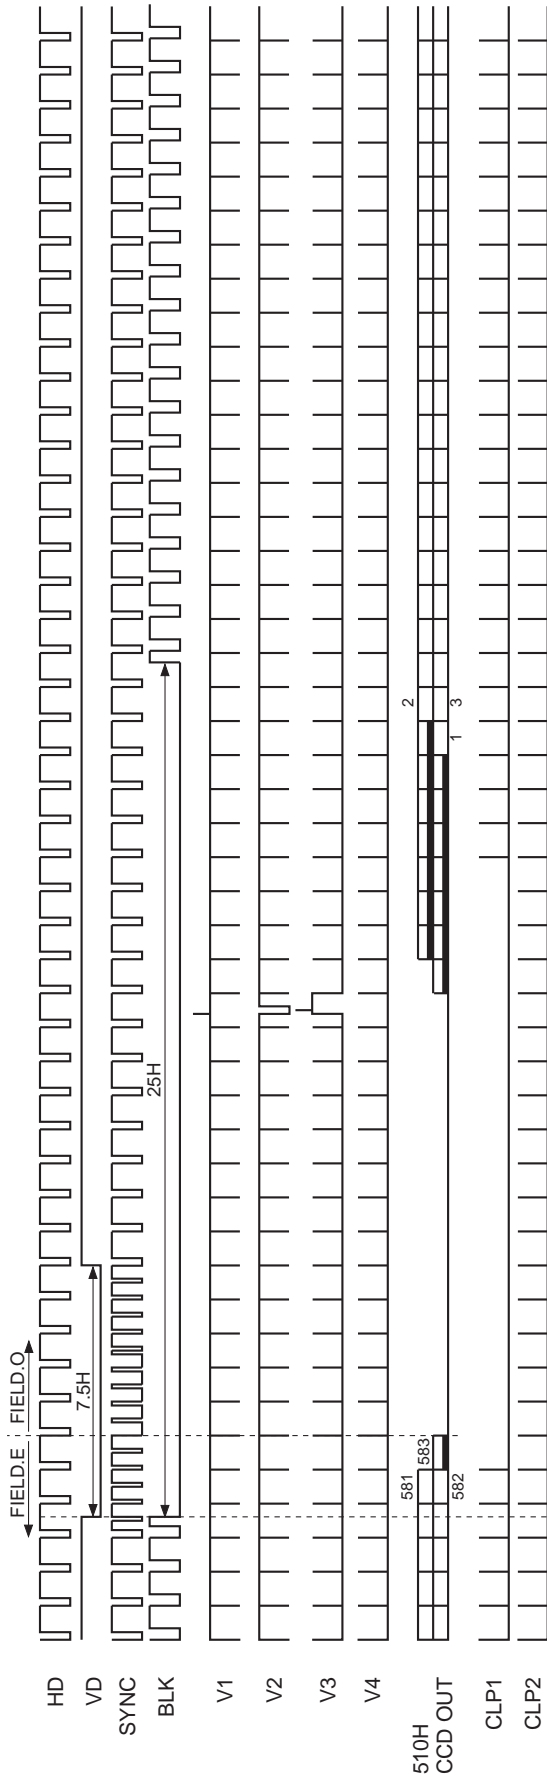 FIELD.E
FIELD.O
HD
VD
7.5H
SYNC
BLK
25H
V1
V2
V3
V4
510H
CCD OUT
581
583
582
2
1
3
CLP1
CLP2